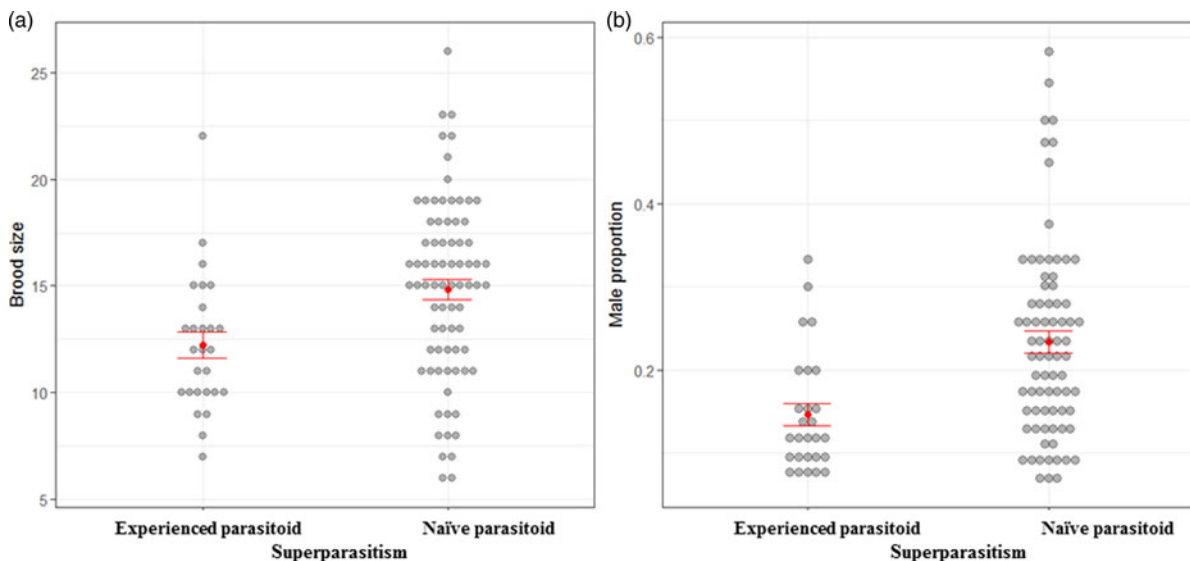 (a)
Brood size
25
20
15
10
5
Experienced parasitoid
Naïve parasitoid
Superparasitism
(b)
Male proportion
0.6
0.4
0.2
Experienced parasitoid
Naïve parasitoid
Superparasitism